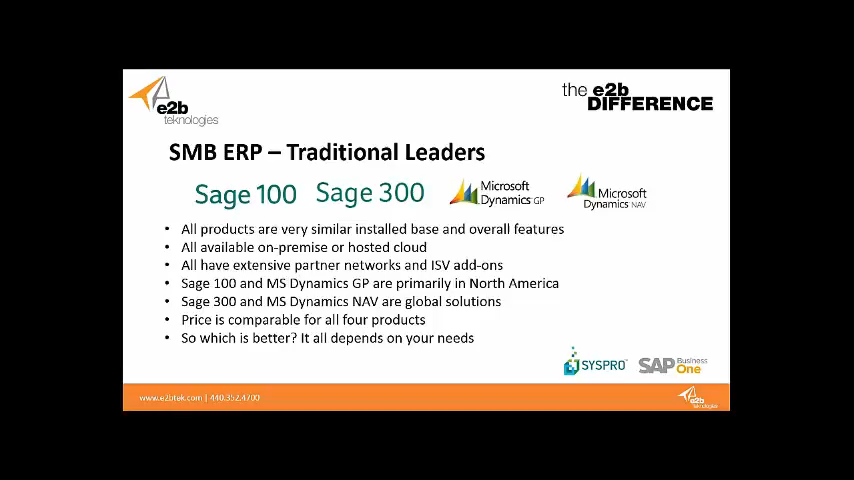 e2b
teknologies
the e2b
DIFFERENCE
SMB ERP – Traditional Leaders
Sage 100
Sage 300
Microsoft
Dynamics GP
Microsoft
Dynamics NAV
• All products are very similar installed base and overall features
• All available on-premise or hosted cloud
• All have extensive partner networks and ISV add-ons
• Sage 100 and MS Dynamics GP are primarily in North America
• Sage 300 and MS Dynamics NAV are global solutions
• Price is comparable for all four products
• So which is better? It all depends on your needs
SYSPRO
SAP Business
One
www.e2btek.com | 440.352.4700
e2b
teknologies